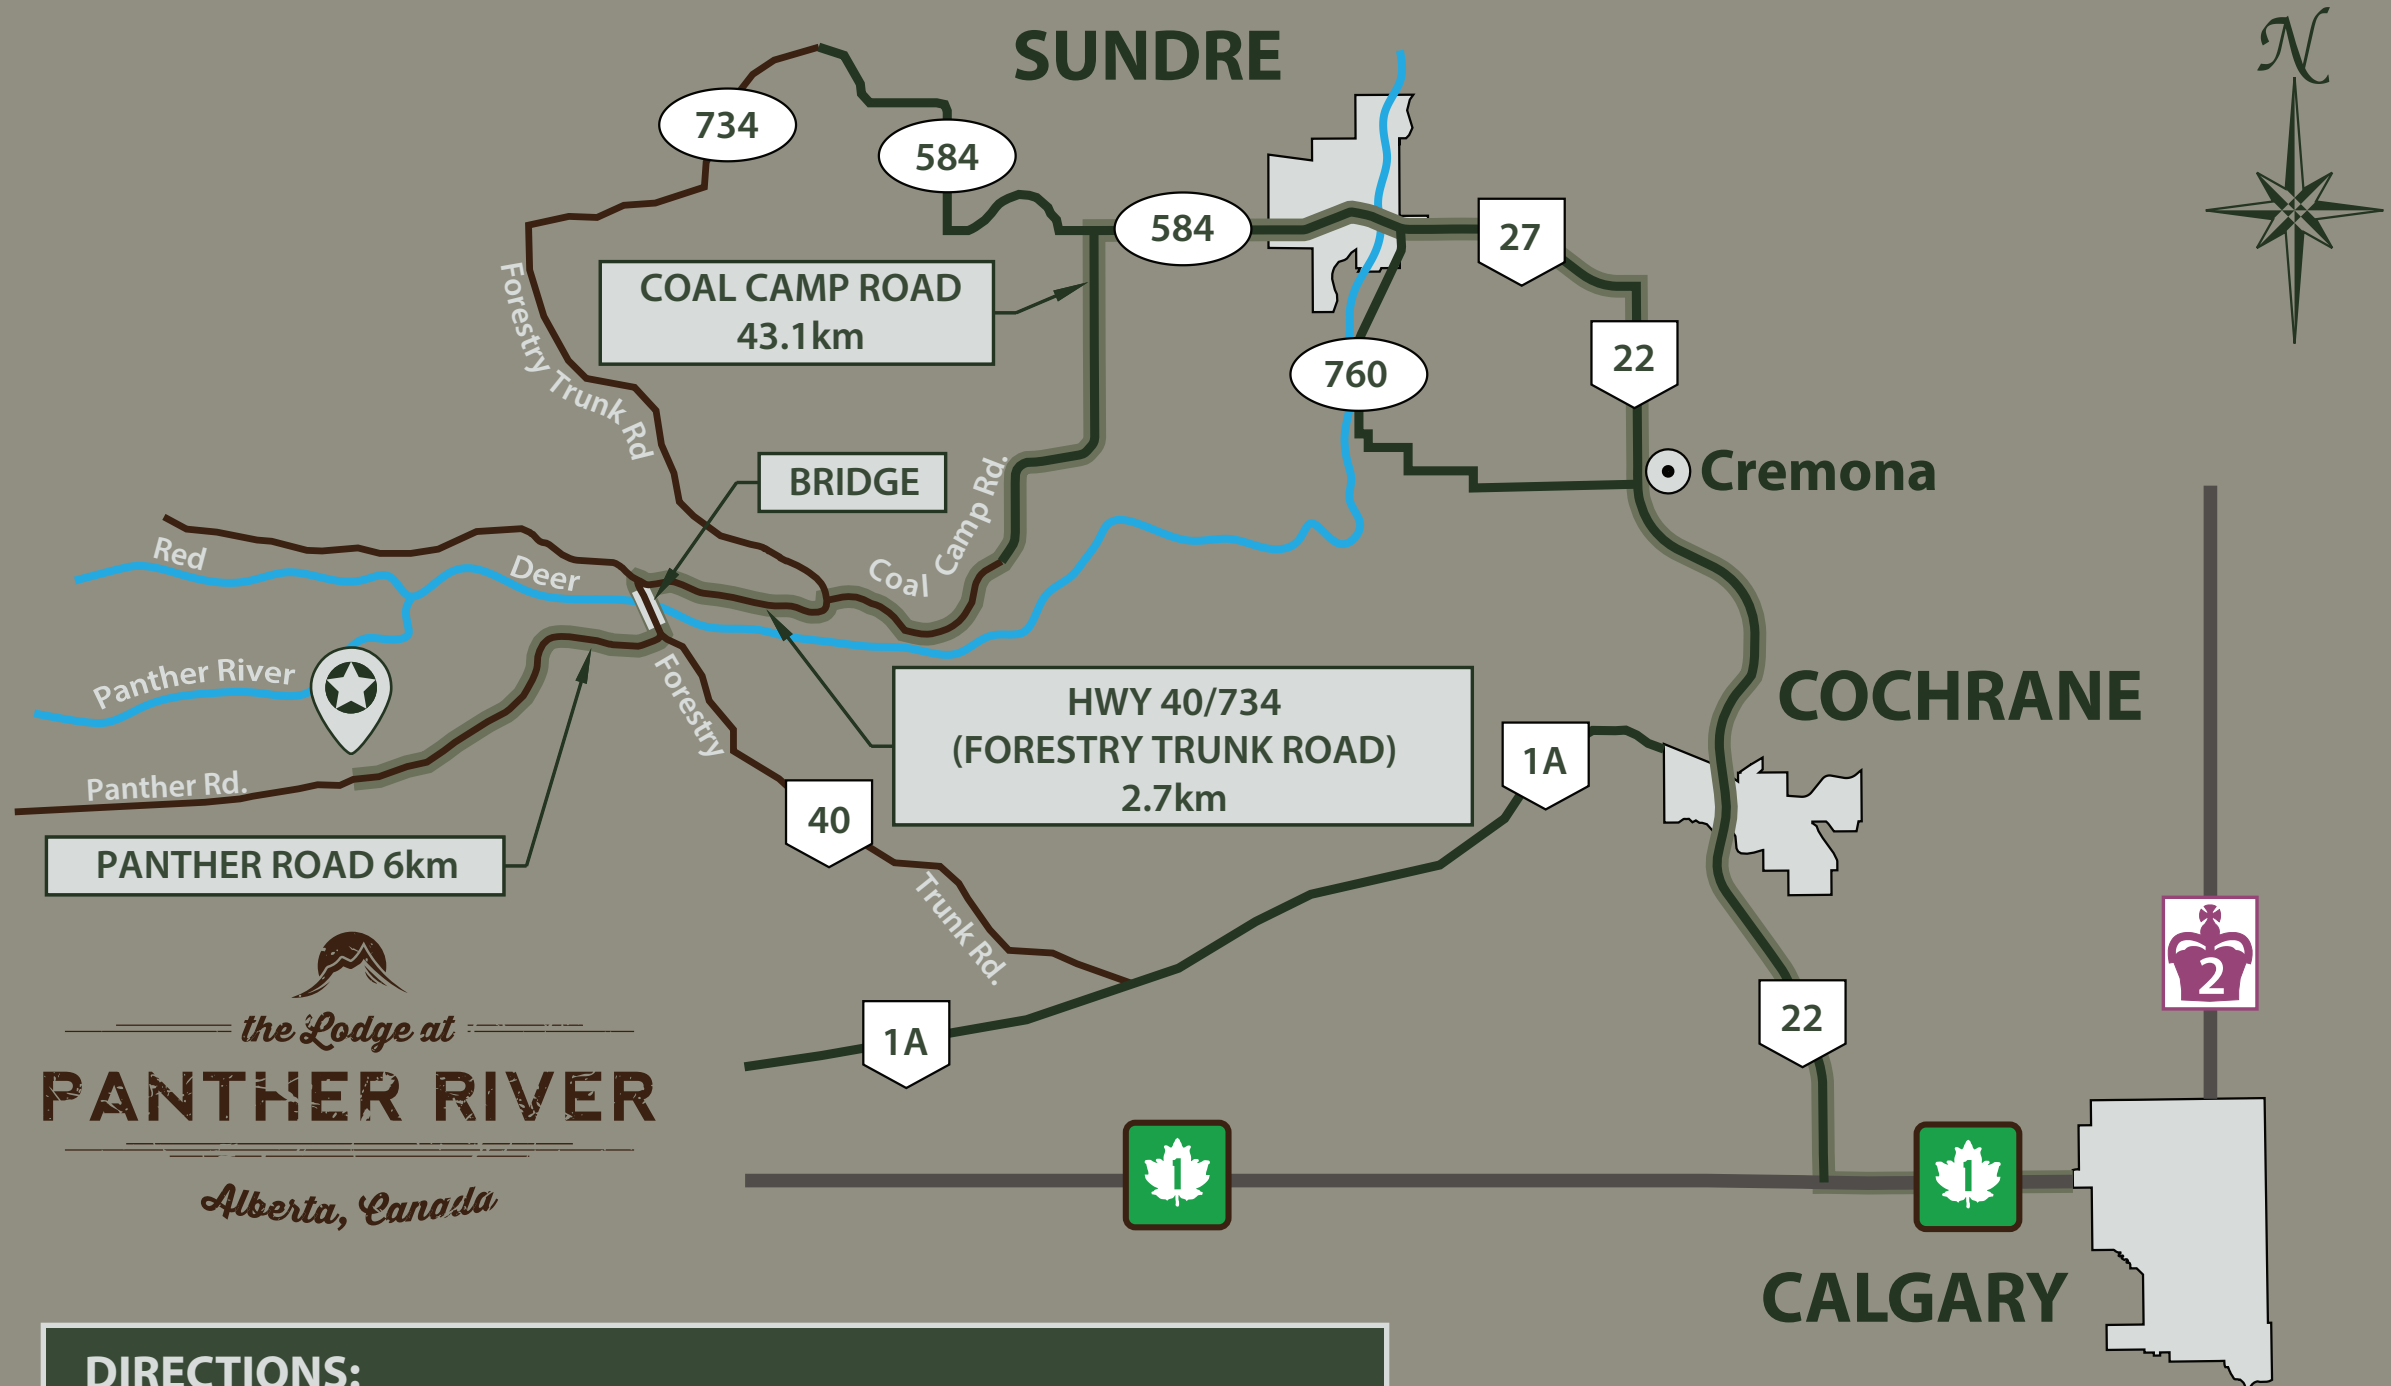 SUNDRE
N
734
584
584
27
COAL CAMP ROAD
43.1km
Forestry Trunk Rd
760
22
BRIDGE
Cremona
Coal Camp Rd.
Red Deer
Panther River
Forestry Trunk Rd.
HWY 40/734
(FORESTRY TRUNK ROAD)
2.7km
COCHRANE
1A
Panther Rd.
40
PANTHER ROAD 6km
2
22
1A
the Lodge at
PANTHER RIVER
Alberta, Canada
1
1
CALGARY
DIRECTIONS: